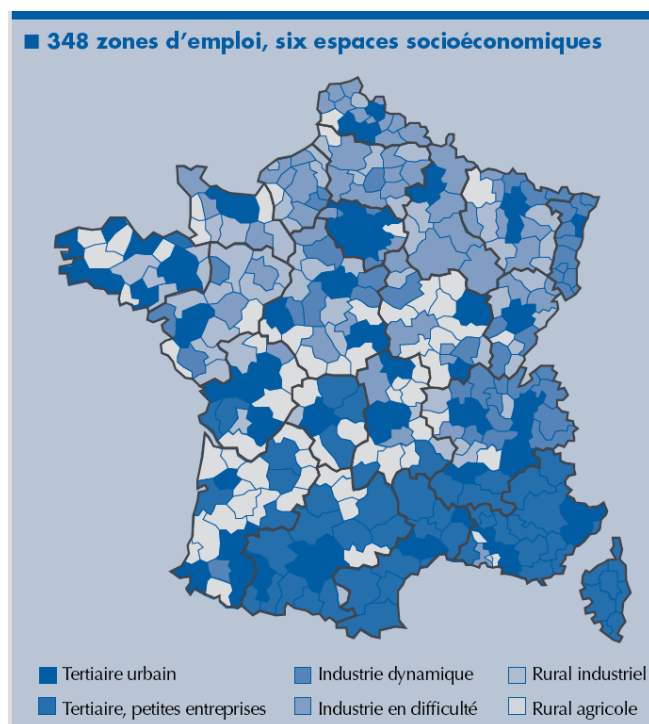 348 zones d'emploi, six espaces socioéconomiques
Tertiaire urbain
Industrie dynamique
Rural industriel
Tertiaire, petites entreprises
Industrie en difficulté
Rural agricole